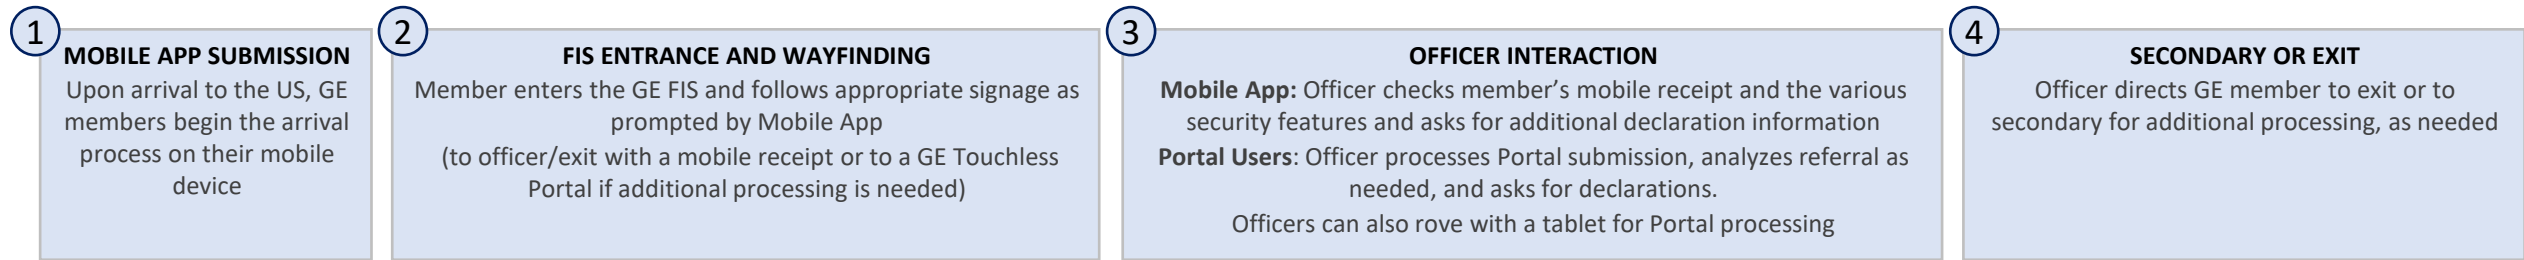 1
MOBILE APP SUBMISSION
Upon arrival to the US, GE
members begin the arrival
process on their mobile
device
2
FIS ENTRANCE AND WAYFINDING
Member enters the GE FIS and follows appropriate signage as
prompted by Mobile App
(to officer/exit with a mobile receipt or to a GE Touchless
Portal if additional processing is needed)
3
OFFICER INTERACTION
Mobile App: Officer checks member’s mobile receipt and the various
security features and asks for additional declaration information
Portal Users: Officer processes Portal submission, analyzes referral as
needed, and asks for declarations.
Officers can also rove with a tablet for Portal processing
4
SECONDARY OR EXIT
Officer directs GE member to exit or to
secondary for additional processing, as needed